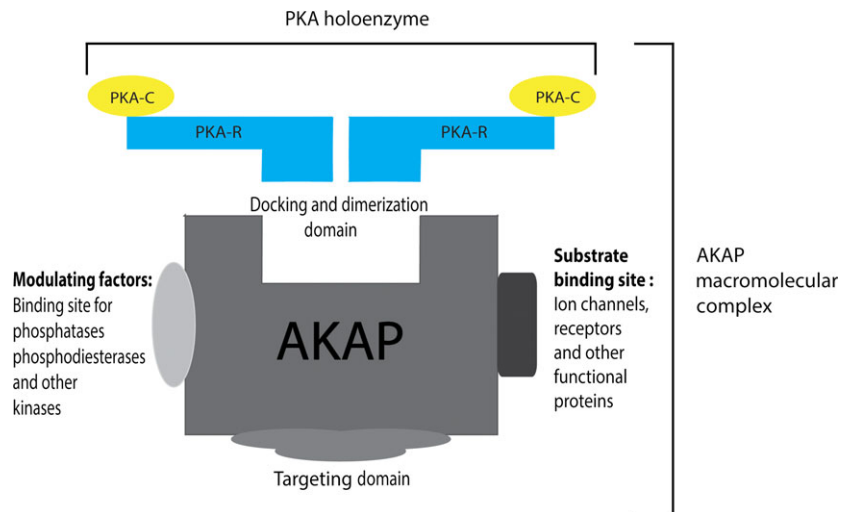 PKA holoenzyme
PKA-C
PKA-C
PKA-R
PKA-R
Docking and dimerization
domain
Modulating factors:
Binding site for
phosphatases
phosphodiesterases
and other
kinases
AKAP
Substrate
binding site :
Ion channels,
receptors
and other
functional
proteins
AKAP
macromolecular
complex
Targeting domain